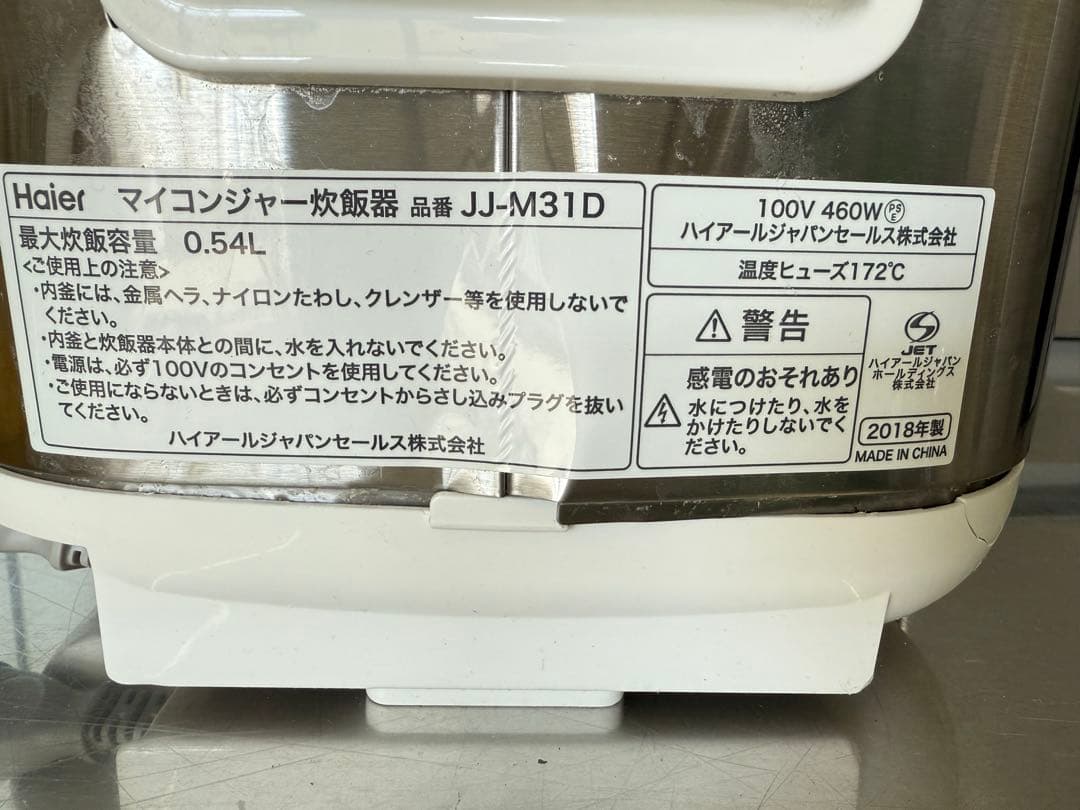 Haier マイコンジャー炊飯器 品番 JJ-M31D
最大炊飯容量 0.54L
<ご使用上の注意>
・内釜には、金属ヘラ、ナイロンたわし、クレンザー等を使用しないで
ください。
・内釜と炊飯器本体との間に、水を入れないでください。
・電源は、必ず100Vのコンセントを使用してください。
・ご使用にならないときは、必ずコンセントからさし込みプラグを抜い
てください。
ハイアールジャパンセールス株式会社
100V 460W PSE
ハイアールジャパンセールス株式会社
温度ヒューズ172℃
警告
感電のおそれあり
水につけたり、水を
かけたりしないでく
ださい。
JET
ハイアールジャパン
ホールディングス
株式会社
2018年製
MADE IN CHINA